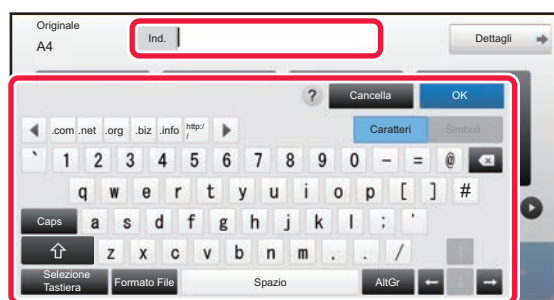 Originale
A4
Ind.
Dettagli
? Cancella OK
.com .net .org .biz .info http:/
/
Caratteri Simboli
` 1 2 3 4 5 6 7 8 9 0 - = @
q w e r t y u i o p [ ] #
Caps a s d f g h j k l ; '
z x c v b n m . . /
Selezione
Tastiera
Formato File Spazio AltGr